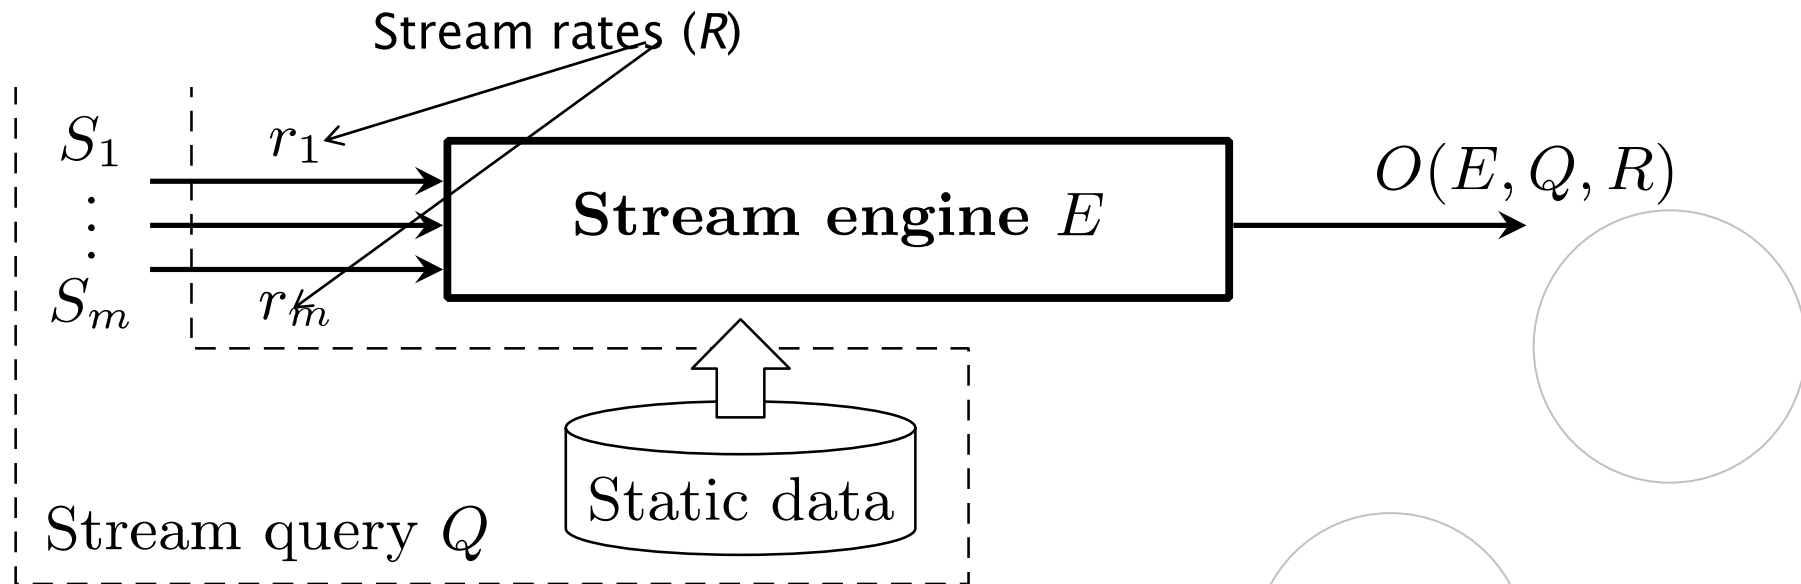 Stream rates (R)
S1
r1
Stream engine E
O(E, Q, R)
Sm
rm
Static data
Stream query Q